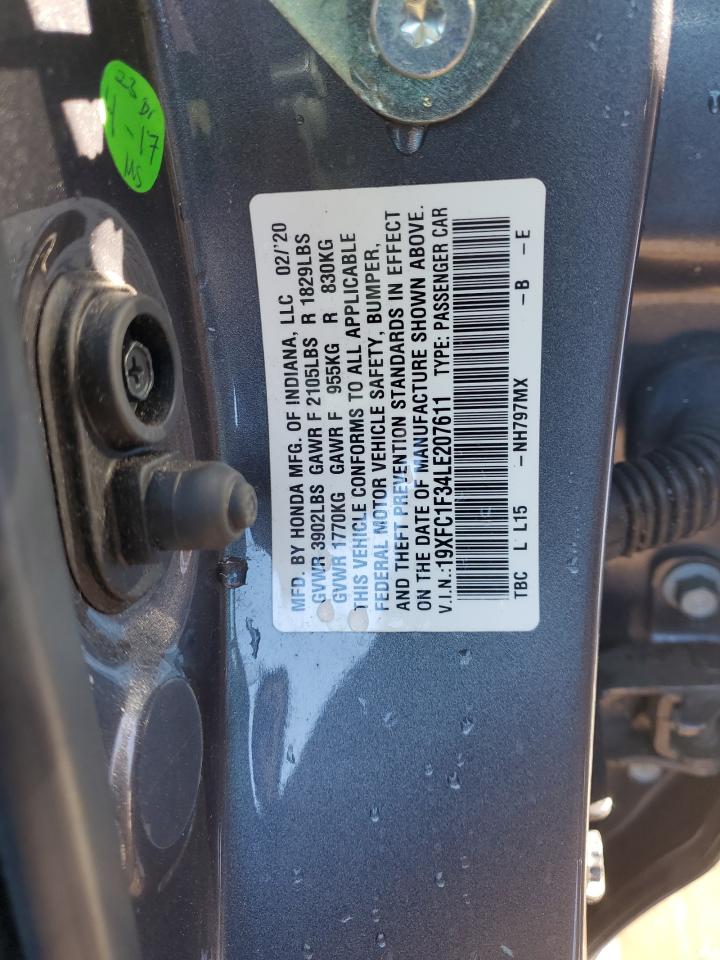 MFD. BY HONDA MFG. OF INDIANA, LLC 02/'20
GVWR 3902LBS GAWR F 2105LBS R 1829LBS
GVWR 1770KG GAWR F 955KG R 830KG
THIS VEHICLE CONFORMS TO ALL APPLICABLE
FEDERAL MOTOR VEHICLE SAFETY, BUMPER,
AND THEFT PREVENTION STANDARDS IN EFFECT
ON THE DATE OF MANUFACTURE SHOWN ABOVE.
V.I.N.:19XFC1F34LE207611 TYPE: PASSENGER CAR
TBC L L15 -NH797MX -B -E